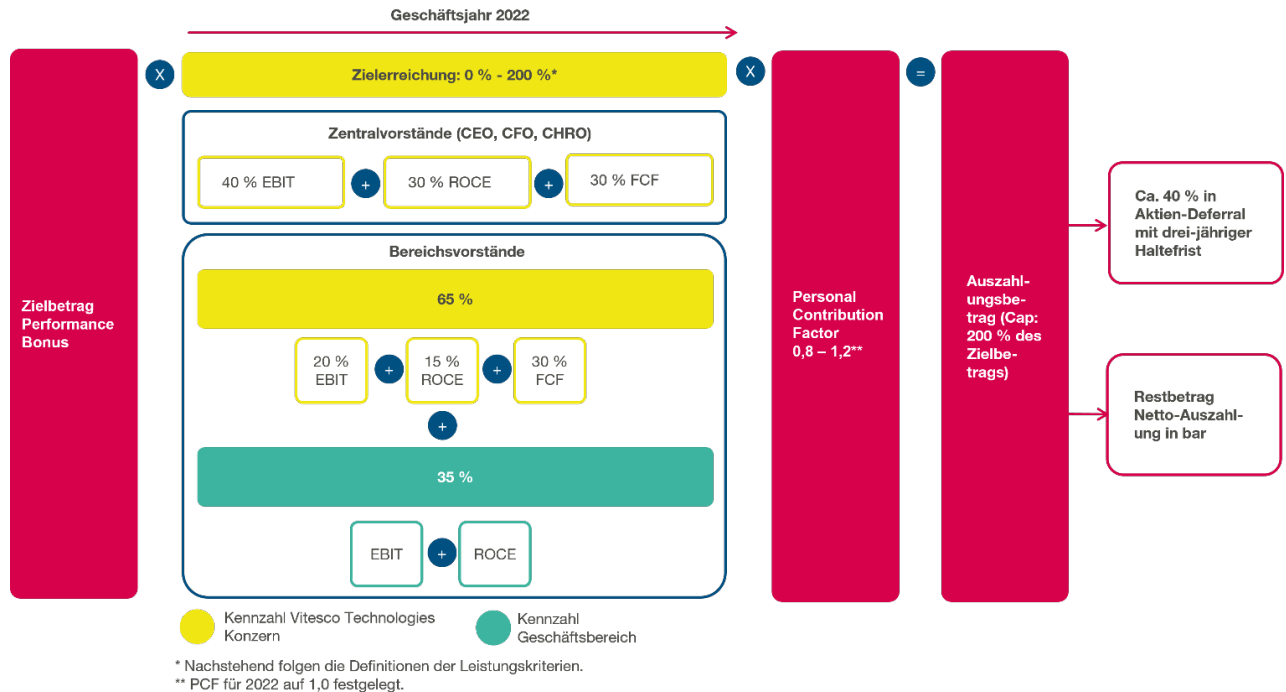 Geschäftsjahr 2022
Zielbetrag
Performance
Bonus
X
Zielerreichung: 0 % - 200 %*
Zentralvorstände (CEO, CFO, CHRO)
40 % EBIT
+
30 % ROCE
+
30 % FCF
Bereichsvorstände
65 %
20 %
EBIT
+
15 %
ROCE
+
30 %
FCF
+
35 %
EBIT
+
ROCE
X
Personal
Contribution
Factor
0,8 – 1,2**
=
Auszahl-
ungsbe-
trag (Cap:
200 % des
Zielbe-
trags)
Ca. 40 % in
Aktien-Deferral
mit drei-jähriger
Haltefrist
Restbetrag
Netto-Auszahl-
ung in bar
Kennzahl Vitesco Technologies
Konzern
Kennzahl
Geschäftsbereich
* Nachstehend folgen die Definitionen der Leistungskriterien.
** PCF für 2022 auf 1,0 festgelegt.